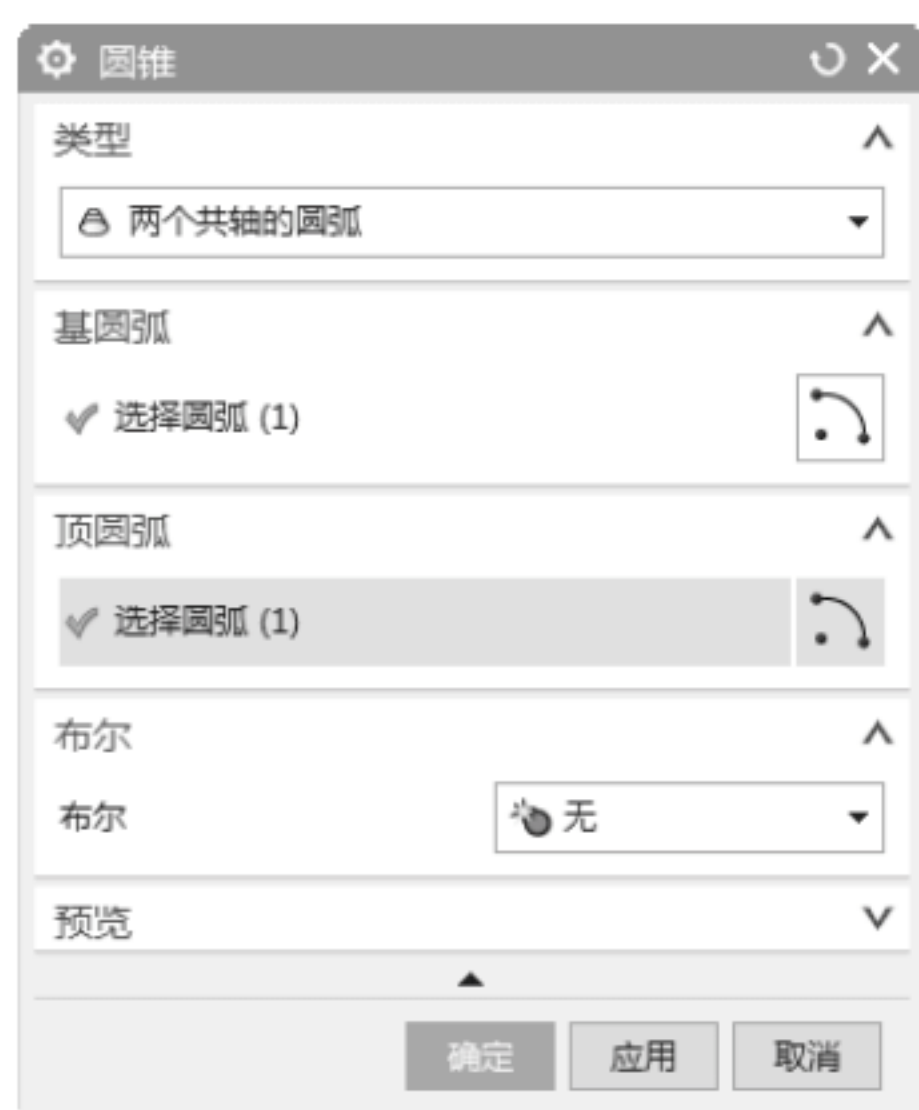 圆锥
类型
两个共轴的圆弧
基圆弧
选择圆弧 (1)
顶圆弧
选择圆弧 (1)
布尔
布尔 无
预览
确定 应用 取消